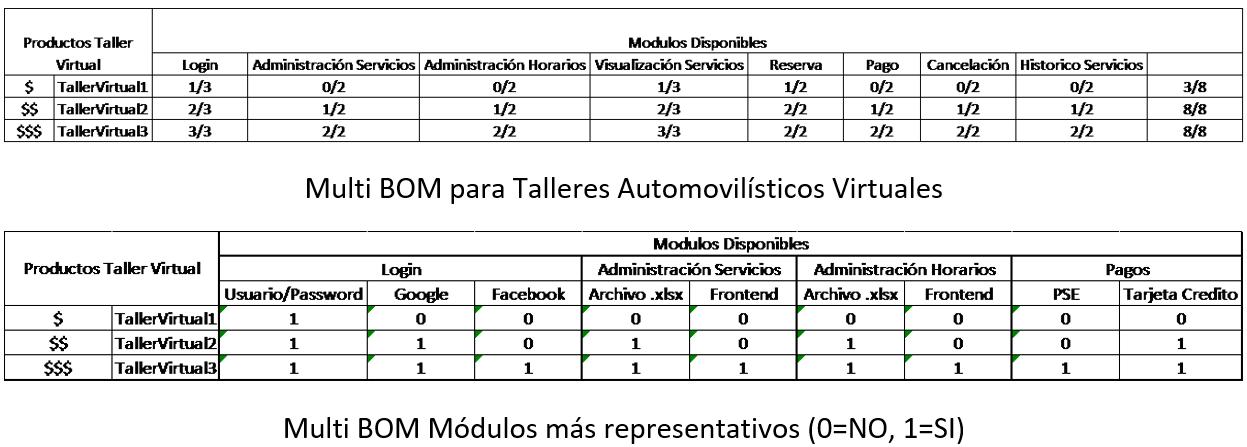 Productos Taller Virtual Modulos Disponibles
Login Administración Servicios Administración Horarios Visualización Servicios Reserva Pago Cancelación Historico Servicios
$ TallerVirtual1 1/3 0/2 0/2 1/3 1/2 0/2 0/2 0/2 3/8
$$ TallerVirtual2 2/3 1/2 1/2 2/3 2/2 1/2 1/2 1/2 8/8
$$$ TallerVirtual3 3/3 2/2 2/2 3/3 2/2 2/2 2/2 2/2 8/8
Multi BOM para Talleres Automovilísticos Virtuales
Modulos Disponibles
Productos Taller Virtual Login Administración Servicios Administración Horarios Pagos
Usuario/Password Google Facebook Archivo .xlsx Frontend Archivo .xlsx Frontend PSE Tarjeta Credito
$ TallerVirtual1 1 0 0 0 0 0 0 0 0
$$ TallerVirtual2 1 1 0 1 0 1 0 0 1
$$$ TallerVirtual3 1 1 1 1 1 1 1 1 1
Multi BOM Módulos más representativos (0=NO, 1=SI)